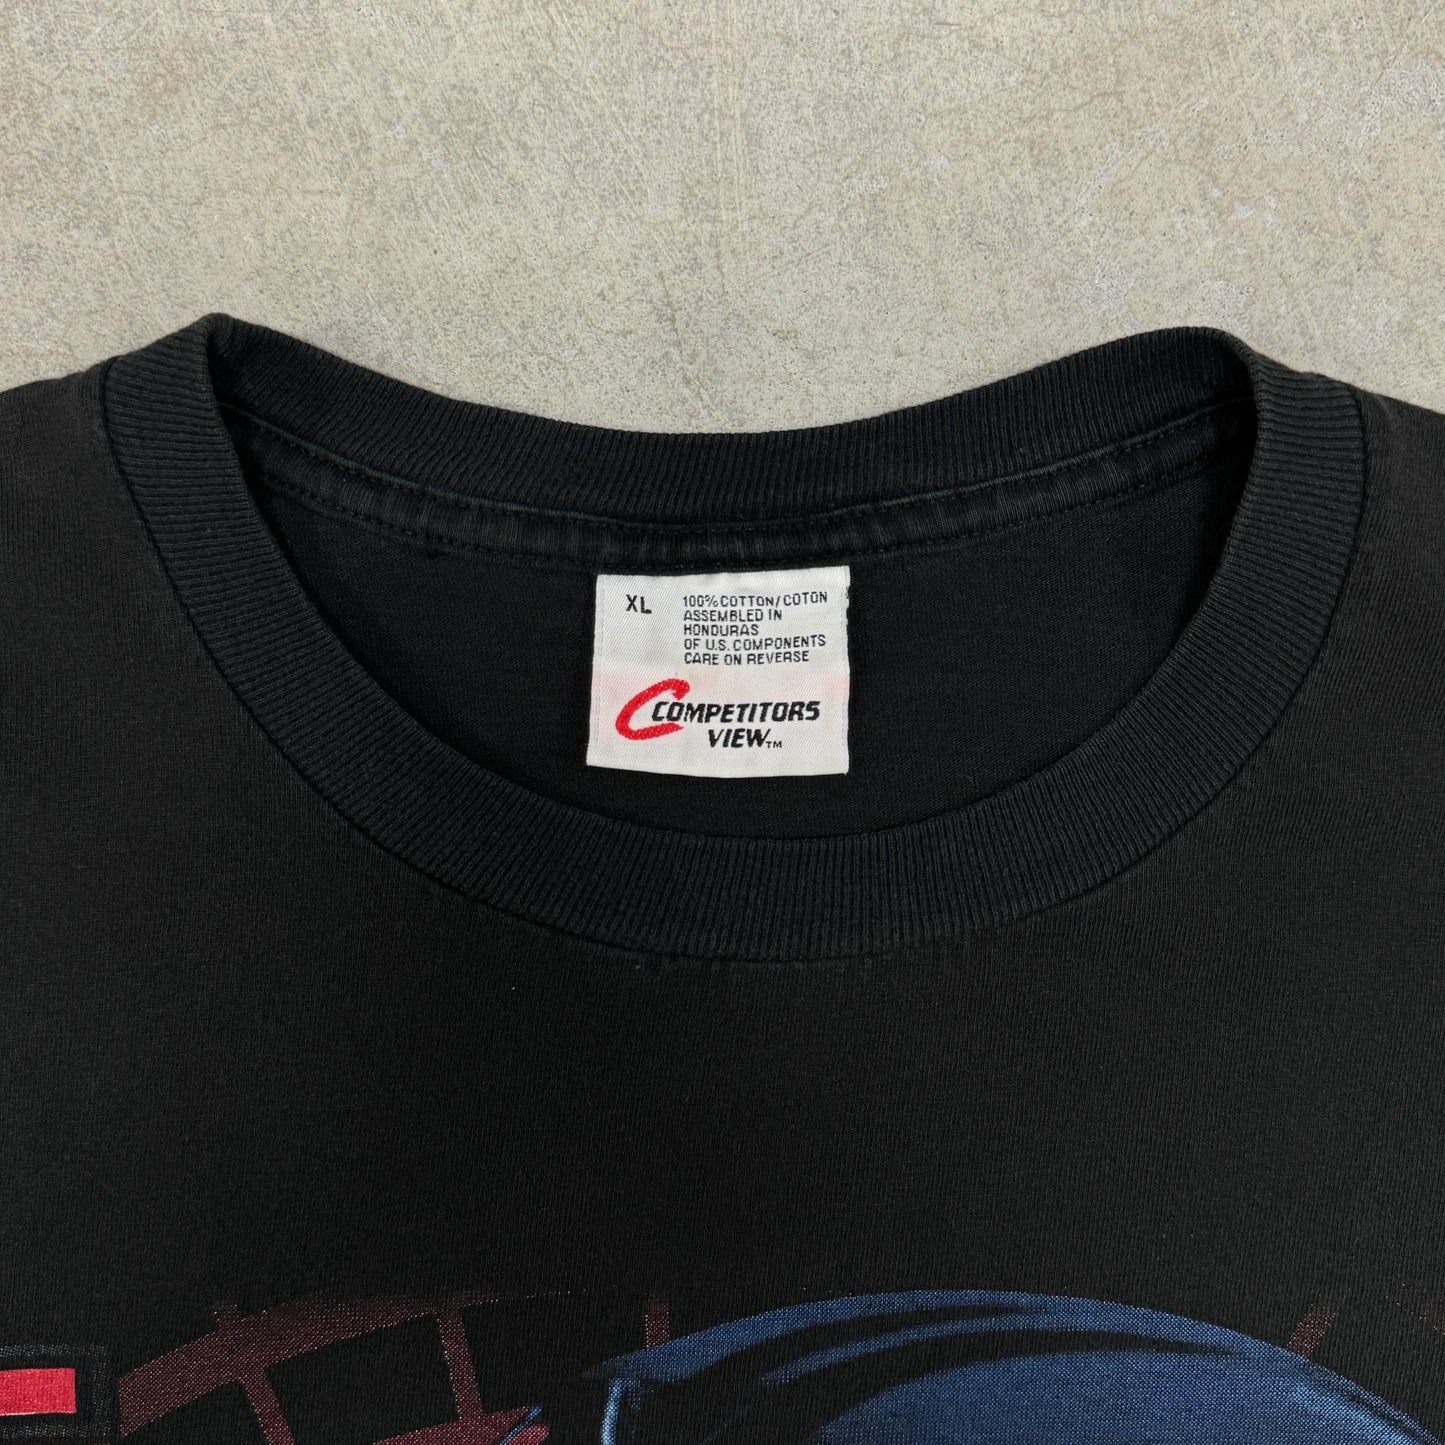 XL
100% COTTON/COTON
ASSEMBLED IN
HONDURAS
OF U.S. COMPONENTS
CARE ON REVERSE
COMPETITORS
VIEW™